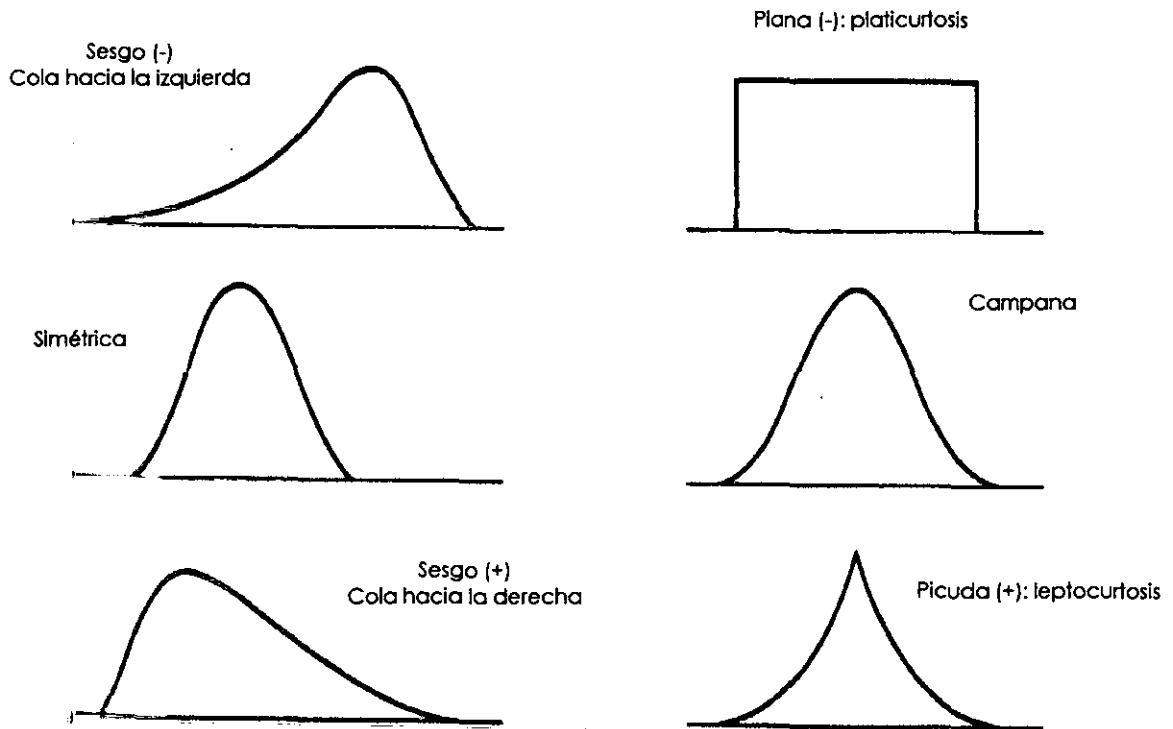 Sesgo (-)
Cola hacia la izquierda
Plana (-): platicurtosis
Simétrica
Campana
Sesgo (+)
Cola hacia la derecha
Picuda (+): leptocurtosis